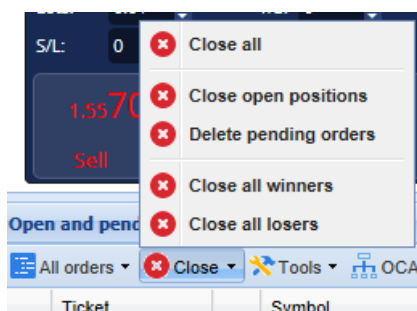 S/L: 0
Close all
Close open positions
1.5570
Delete pending orders
Sell
Close all winners
Close all losers
Open and pend
All orders Close Tools OCA
Ticket Symbol